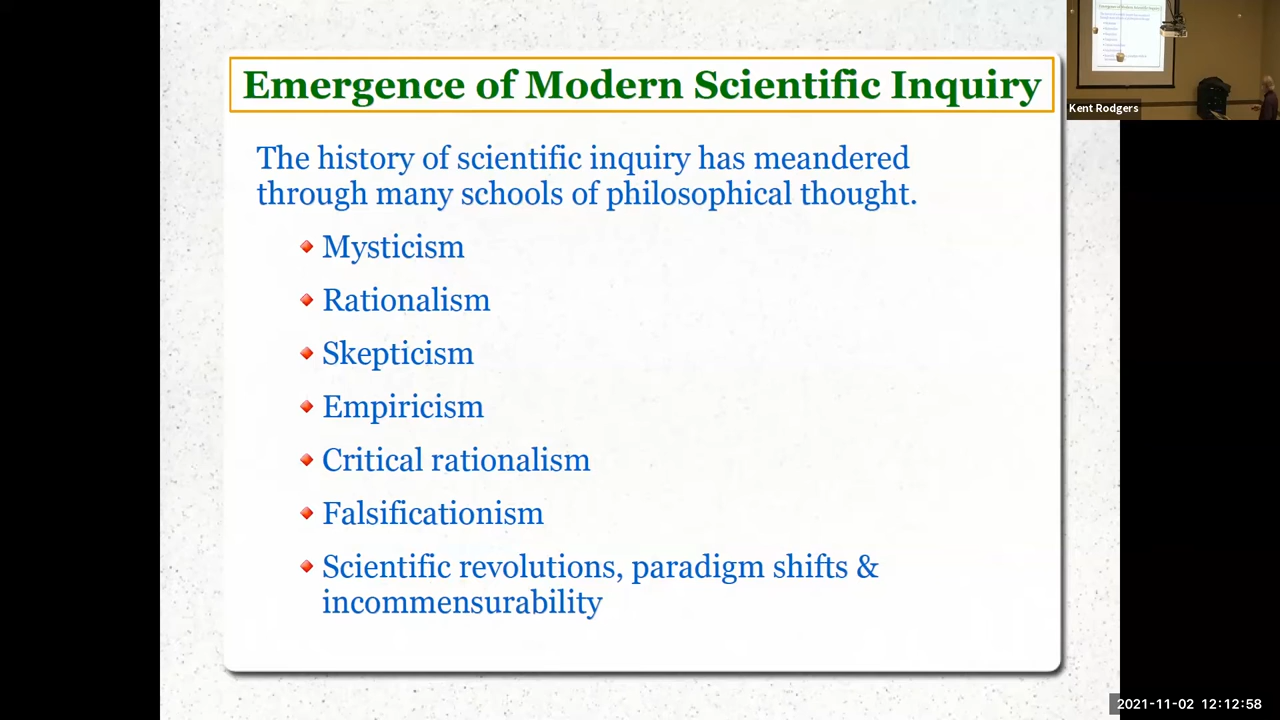 Emergence of Modern Scientific Inquiry
Kent Rodgers
The history of scientific inquiry has meandered
through many schools of philosophical thought.
Mysticism
Rationalism
Skepticism
Empiricism
Critical rationalism
Falsificationism
Scientific revolutions, paradigm shifts &
incommensurability
2021-11-02 12:12:58